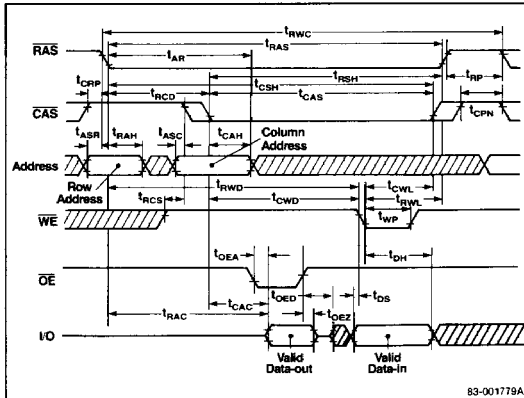 tRWC
RAS
tRAS
tAR
tRSH
tRP
tCRP
tCSH
tRCD
tCAS
tCPN
CAS
tASR
tRAH
tASC
tCAH
Column
Address
Address
Row
Address
tRWD
tCWL
tRWL
tRCS
tCWD
tWP
WE
tOEA
tDH
OE
tOED
tDS
tCAC
tRAC
tOEZ
I/O
Valid
Data-out
Valid
Data-in
83-001779A